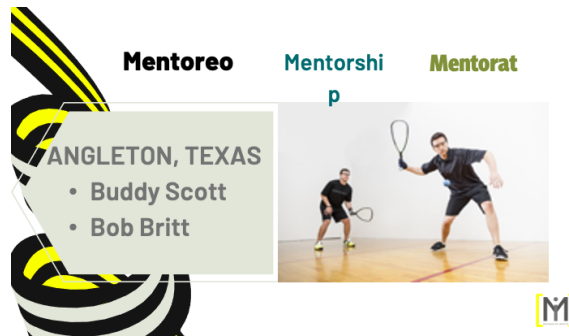 Mentoreo
Mentorshi
p
Mentorat
ANGLETON, TEXAS
• Buddy Scott
• Bob Britt